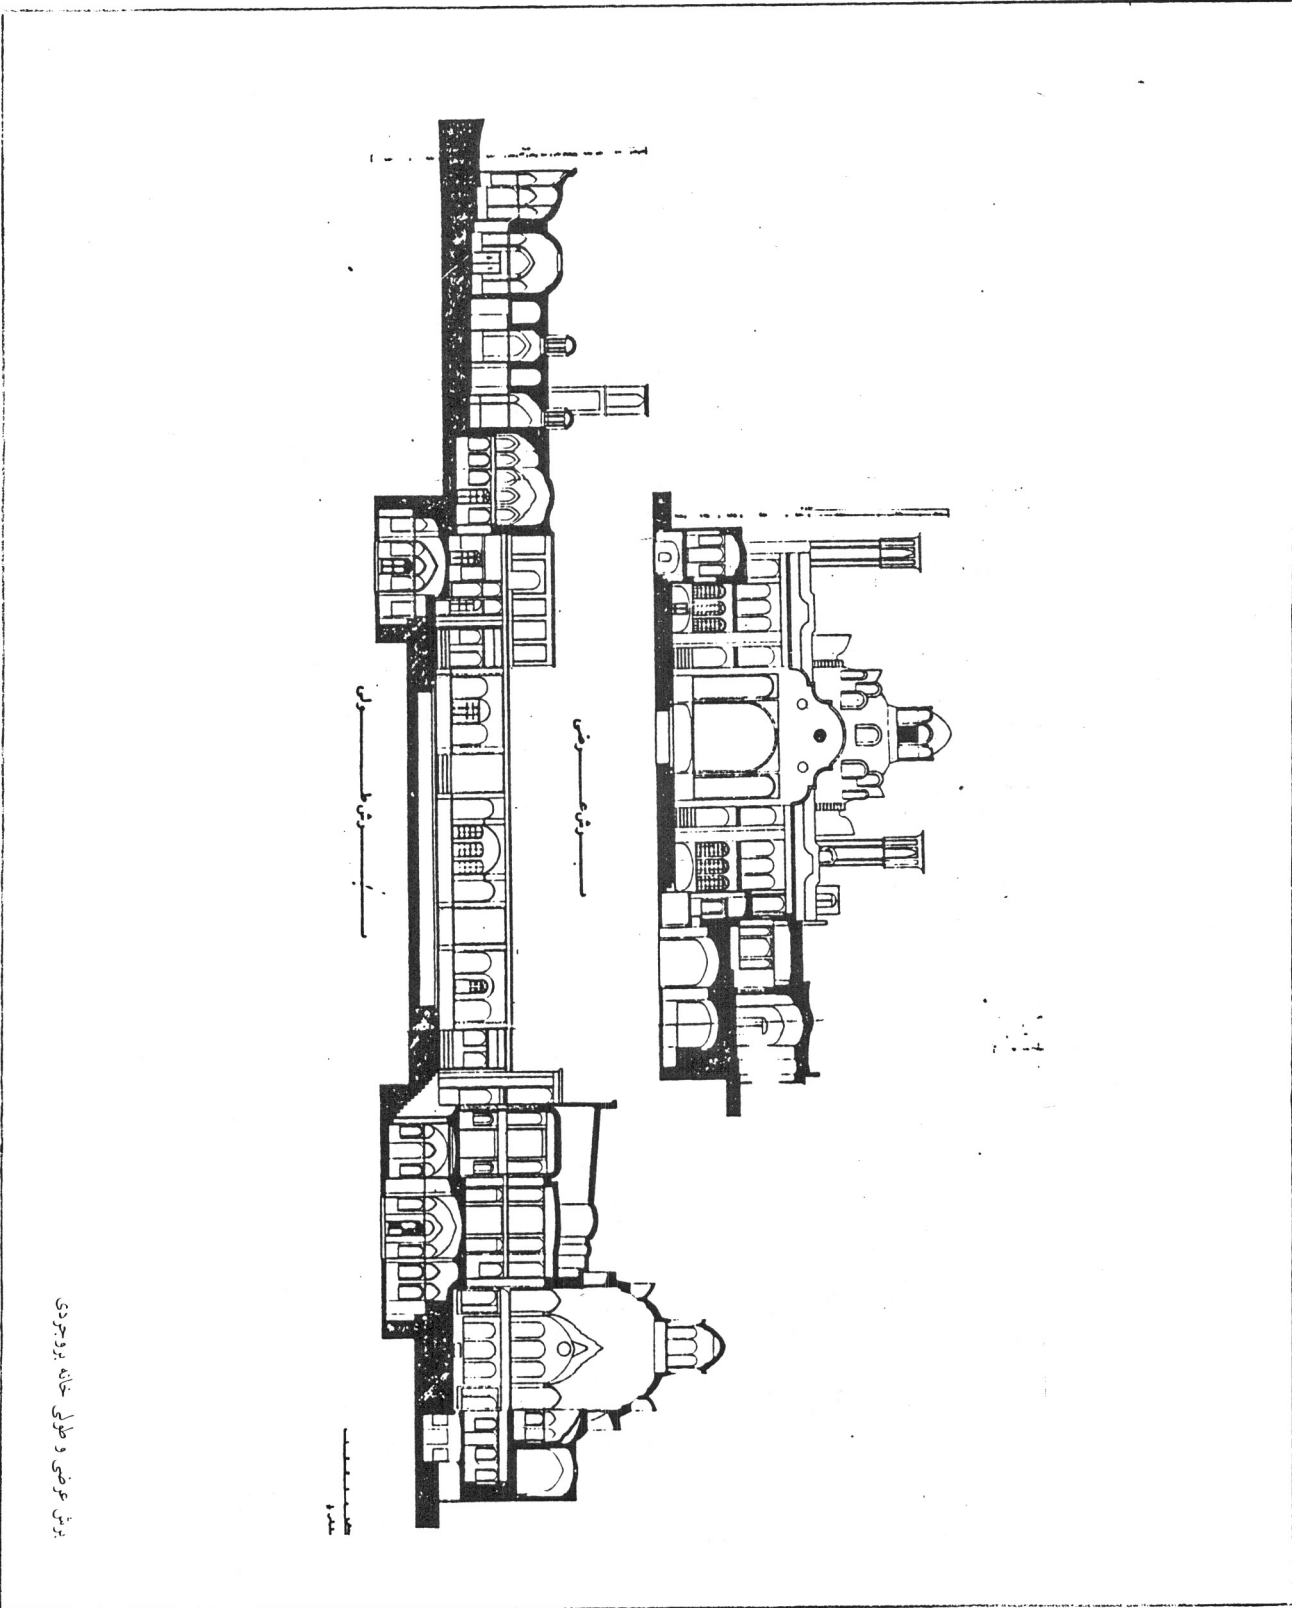 برش طولی
برش عرضی
برش عرضی و طولی خانه بروجردی